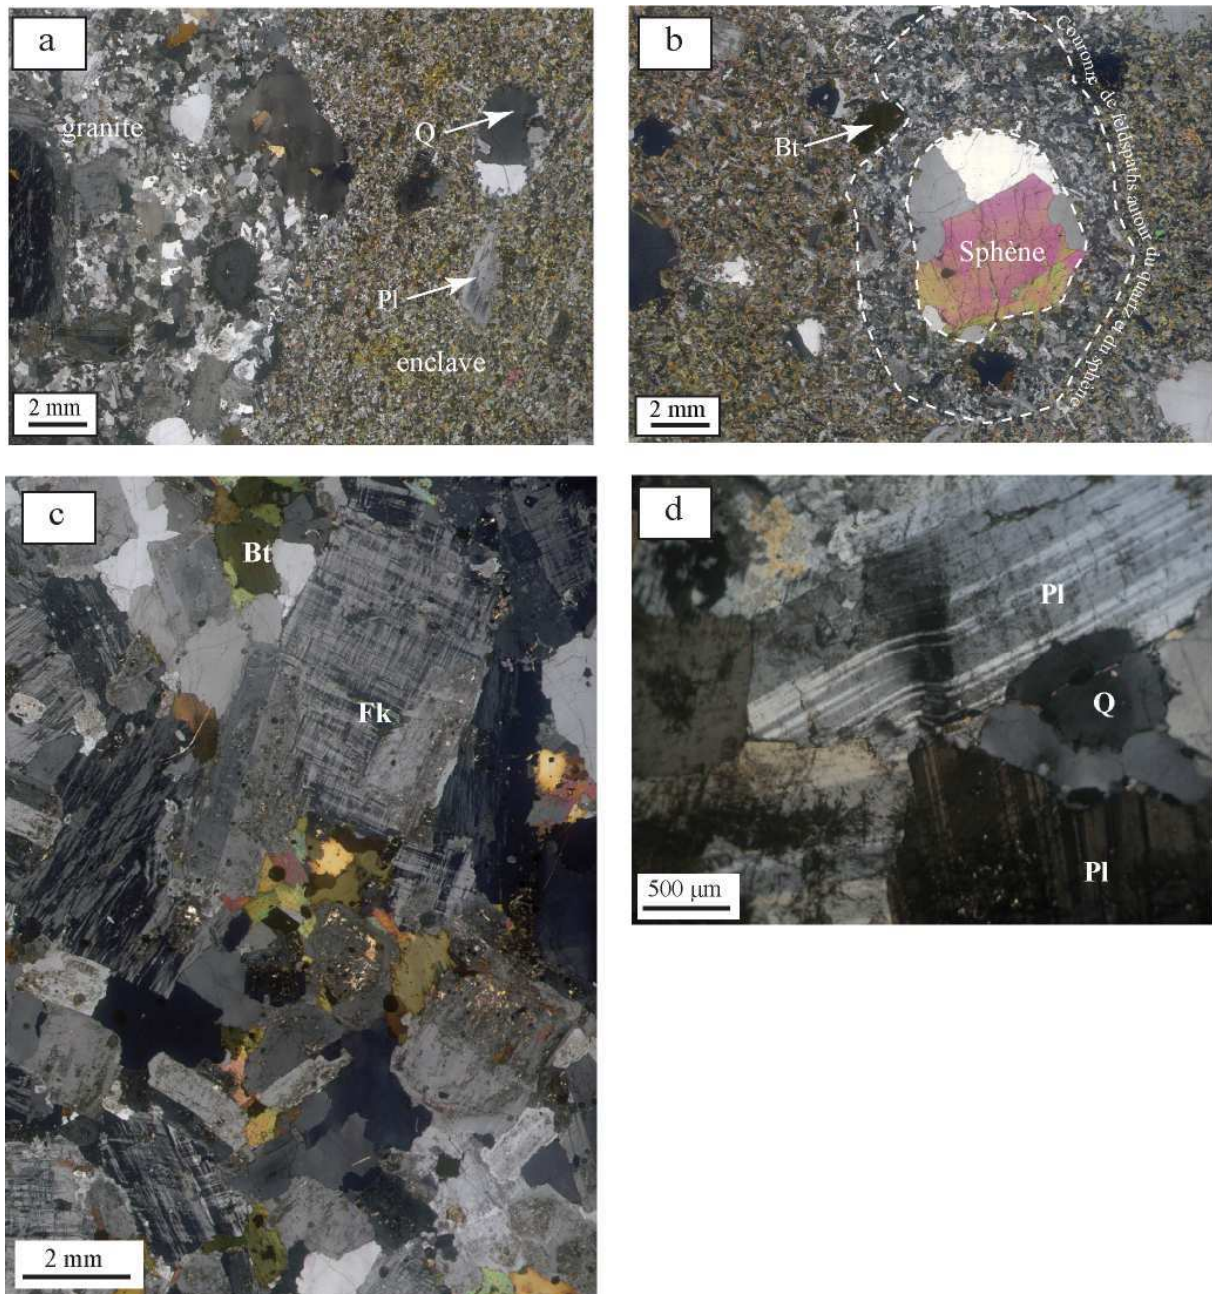 a
granite
Q
Pl
enclave
2 mm
b
Bt
Sphène
Couronne de feldspaths autour du quartz et du sphène
2 mm
c
Bt
Fk
2 mm
d
Pl
Q
Pl
500 μm